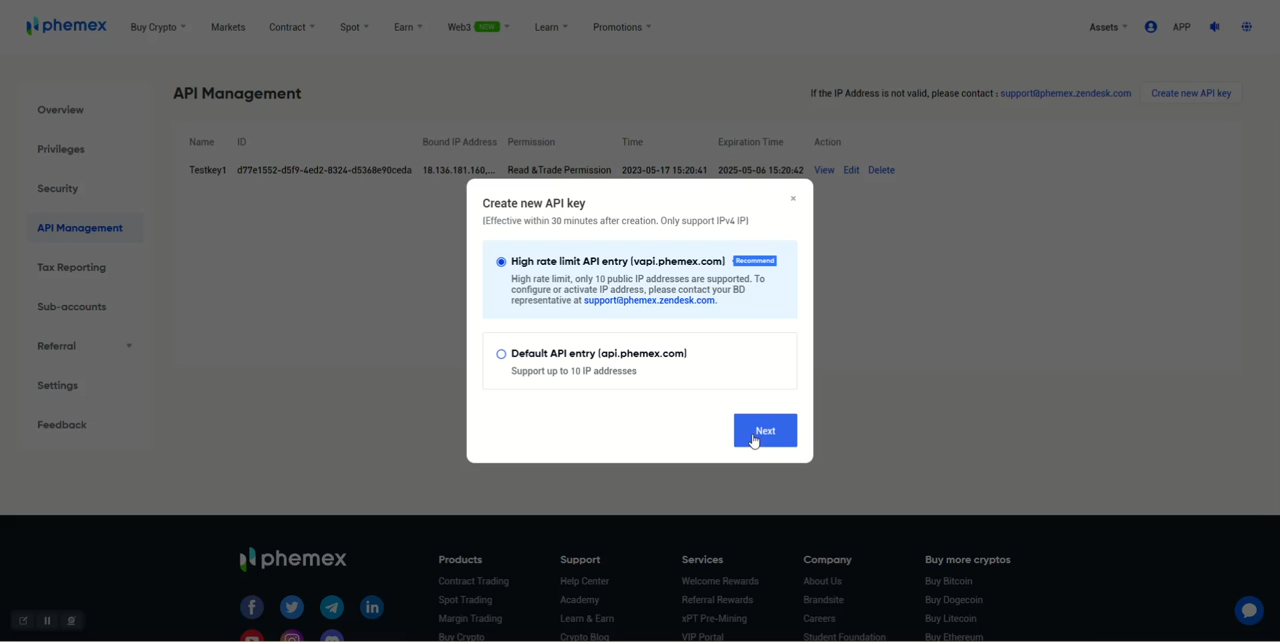 phemex
Buy Crypto Markets Contract Spot Earn Web3 NEW Learn Promotions Assets APP
Overview
Privileges
Security
API Management
Tax Reporting
Sub-accounts
Referral
Settings
Feedback
API Management
If the IP Address is not valid, please contact : support@phemex.zendesk.com
Create new API key
Name ID Bound IP Address Permission Time Expiration Time Action
Testkey1 d77e1552-d5f9-4ed2-8324-d5368e90ceda 18.136.181.160,... Read &Trade Permission 2023-05-17 15:20:41 2025-05-06 15:20:42 View Edit Delete
Create new API key
×
[Effective within 30 minutes after creation. Only support IPv4 IP]
High rate limit API entry [vapi.phemex.com] Recommend
High rate limit, only 10 public IP addresses are supported. To
configure or activate IP address, please contact your BD
representative at support@phemex.zendesk.com.
Default API entry [api.phemex.com]
Support up to 10 IP addresses
Next
phemex
Products
Contract Trading
Spot Trading
Margin Trading
Buy Crypto
Support
Help Center
Academy
Learn & Earn
Crypto Blog
Services
Welcome Rewards
Referral Rewards
xPT Pre-Mining
VIP Portal
Company
About Us
Brandsite
Careers
Student Foundation
Buy more cryptos
Buy Bitcoin
Buy Dogecoin
Buy Litecoin
Buy Ethereum